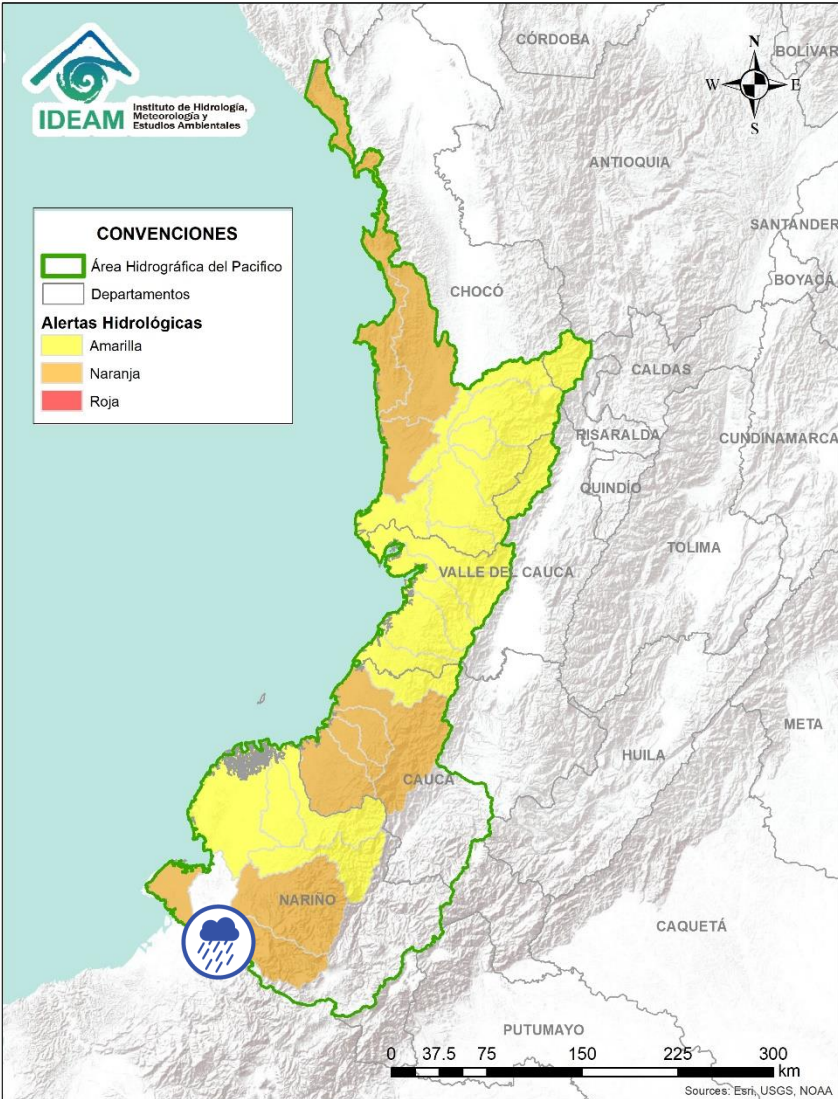 IDEAM
Instituto de Hidrología,
Meteorología y
Estudios Ambientales
CONVENCIONES
Área Hidrográfica del Pacifico
Departamentos
Alertas Hidrológicas
Amarilla
Naranja
Roja
N
W E
S
CÓRDOBA
BOLÍVAR
ANTIOQUIA
SANTANDER
BOYACÁ
CHOCÓ
CALDAS
RISARALDA
CUNDINAMARCA
QUINDÍO
TOLIMA
VALLE DEL CAUCA
META
HUILA
CAUCA
NARIÑO
CAQUETÁ
PUTUMAYO
0 37.5 75 150 225 300
km
Sources: Esri, USGS, NOAA